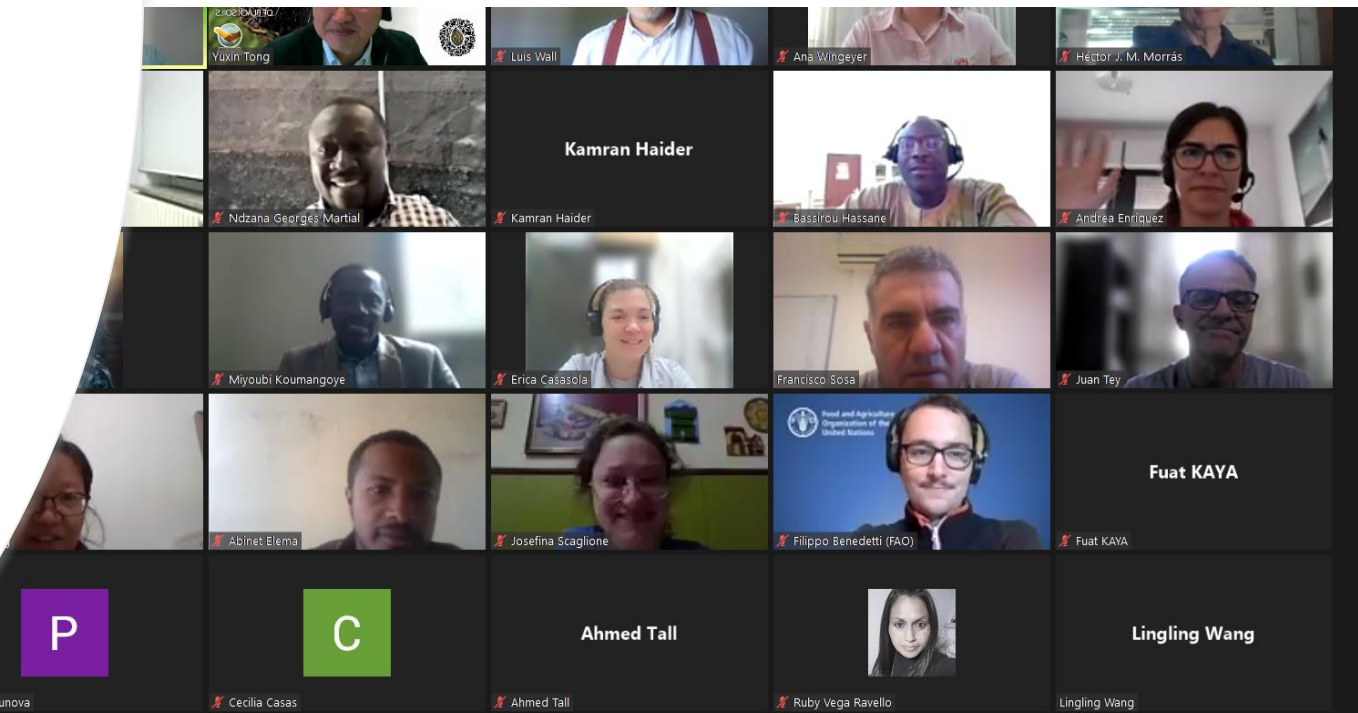 OF BLACK SOILS
Yuxin Tong
Luis Wall
Ana Wingeyer
Héctor J. M. Morrás
Ndzana Georges Martial
Kamran Haider
Kamran Haider
Bassirou Hassane
Andrea Enriquez
Miyoubi Koumangoye
Erica Casasola
Francisco Sosa
Juan Tey
Abinet Elema
Josefina Scaglione
Food and Agriculture
Organization of the
United Nations
Filippo Benedetti (FAO)
Fuat KAYA
Fuat KAYA
P
unova
C
Cecilia Casas
Ahmed Tall
Ahmed Tall
Ruby Vega Ravello
Lingling Wang
Lingling Wang